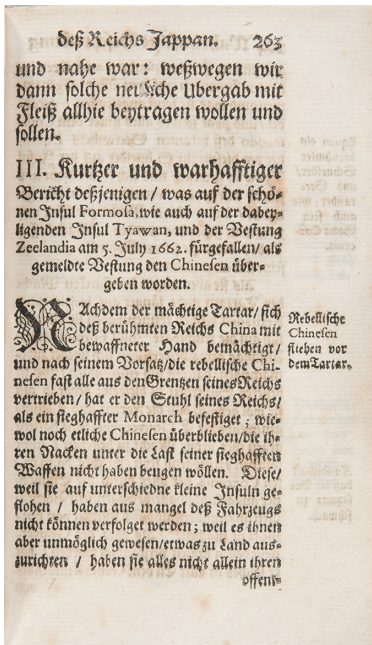 deß Reichs Jappan. 263
und nahe war: weßwegen wir
dann solche neuliche Ubergab mit
Fleiß allhie beytragen wollen und
sollen.
III. Kurtzer und warhafftiger
Bericht deßjenigen / was auf der schö-
nen Insul Formosa, wie auch auf der dabey-
ligenden Insul Tyawan, und der Vestung
Zeelandia am 5. July 1662. fürgefallen / als
gemeldte Vestung den Chinesen über-
geben worden.
NAchdem der mächtige Tartar / sich
deß berühmten Reichs China mit
bewaffneter Hand bemächtigt /
und nach seinem Vorsatz / die rebellische Chi-
nesen fast alle aus den Grentzen seines Reichs
vertrieben / hat er den Stuhl seines Reichs /
als ein sieghaffter Monarch befestiget ; wie-
wol noch etliche Chinesen überblieben / die ih-
ren Nacken unter die Last seiner sieghafften
Waffen nicht haben beugen wöllen. Diese /
weil sie auf unterschiedne kleine Insuln ge-
flohen / haben aus mangel deß Fahrzeugs
nicht können verfolget werden ; weil es ihnen
aber unmöglich gewesen / etwas zu Land aus-
zurichten / haben sie alles nicht allein ihren
offent-
Rebellische
Chinesen
fliehen vor
dem Tartar.